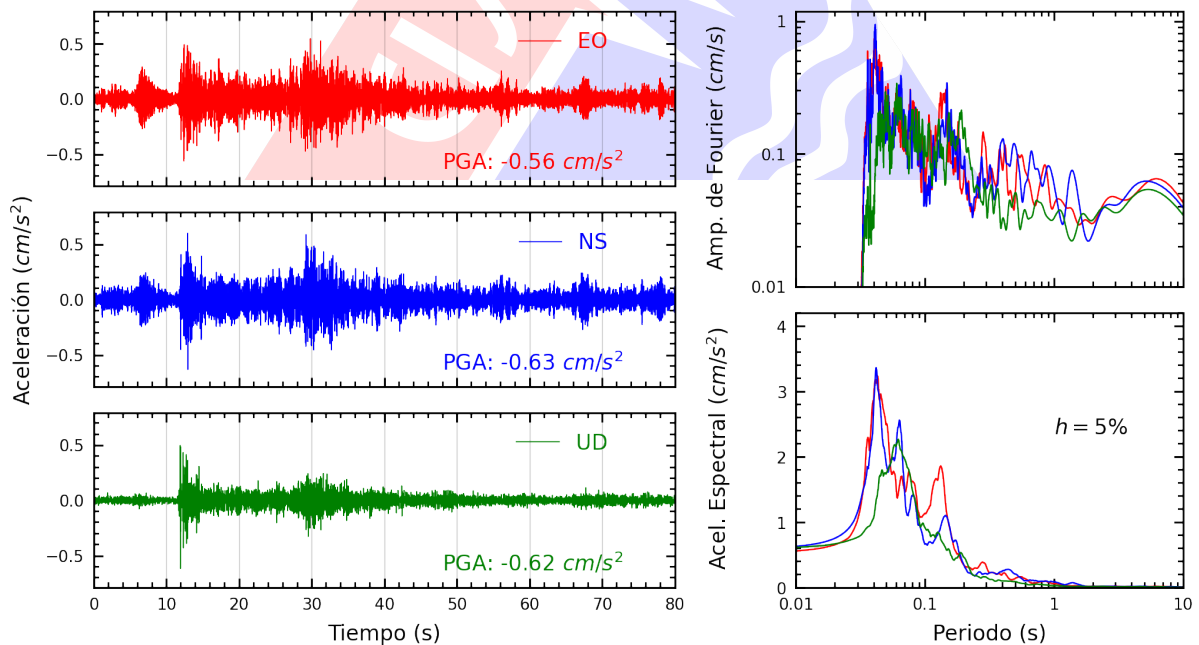 Aceleración (cm/s²)
0.5
0.0
−0.5
EO
PGA: -0.56 cm/s²
0.5
0.0
−0.5
NS
PGA: -0.63 cm/s²
0.5
0.0
−0.5
UD
PGA: -0.62 cm/s²
0 10 20 30 40 50 60 70 80
Tiempo (s)
Amp. de Fourier (cm/s)
1
0.1
0.01
Acel. Espectral (cm/s²)
4
3
2
1
0
h = 5%
0.01 0.1 1 10
Periodo (s)